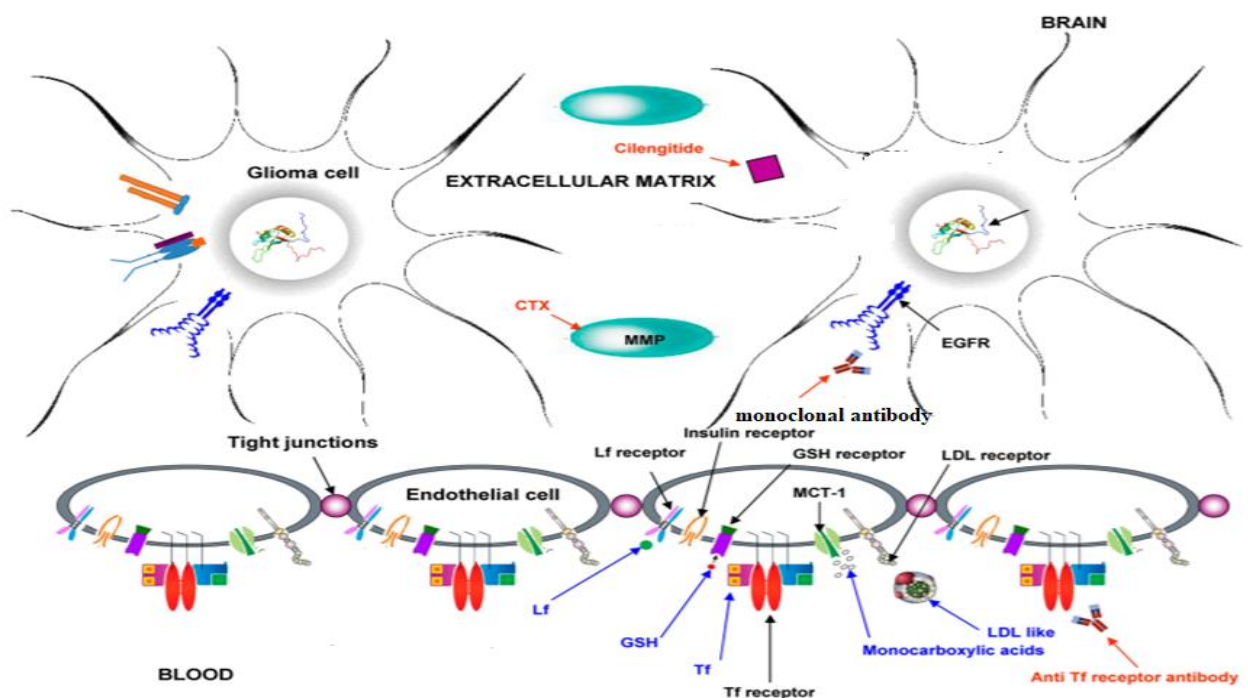 BRAIN
Cilengitide
Glioma cell
EXTRACELLULAR MATRIX
CTX
MMP
EGFR
monoclonal antibody
Tight junctions
Insulin receptor
Lf receptor
GSH receptor
LDL receptor
Endothelial cell
MCT-1
Lf
GSH
Tf
LDL like
Monocarboxylic acids
BLOOD
Tf receptor
Anti Tf receptor antibody